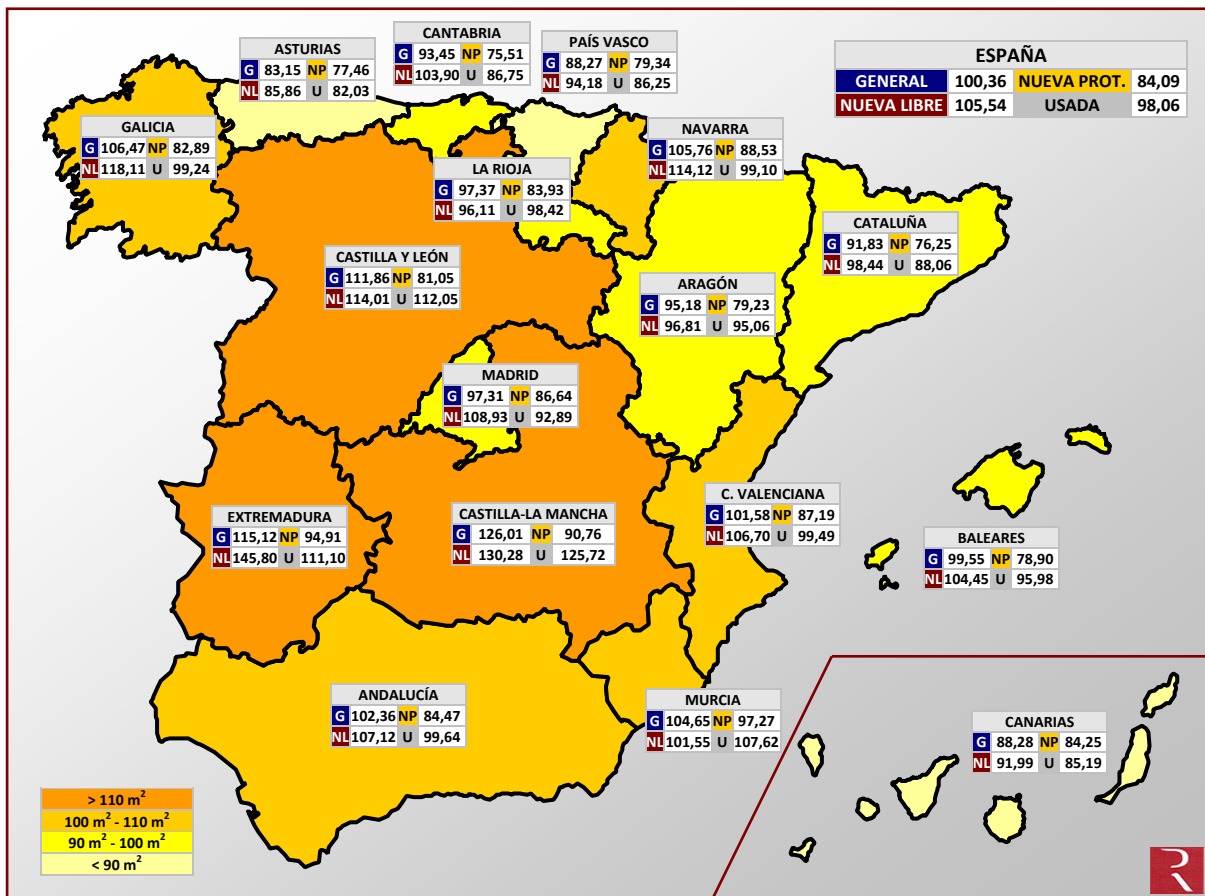 ASTURIAS
G 83,15 NP 77,46
NL 85,86 U 82,03
CANTABRIA
G 93,45 NP 75,51
NL 103,90 U 86,75
PAÍS VASCO
G 88,27 NP 79,34
NL 94,18 U 86,25
ESPAÑA
GENERAL 100,36 NUEVA PROT. 84,09
NUEVA LIBRE 105,54 USADA 98,06
GALICIA
G 106,47 NP 82,89
NL 118,11 U 99,24
NAVARRA
G 105,76 NP 88,53
NL 114,12 U 99,10
LA RIOJA
G 97,37 NP 83,93
NL 96,11 U 98,42
CATALUÑA
G 91,83 NP 76,25
NL 98,44 U 88,06
CASTILLA Y LEÓN
G 111,86 NP 81,05
NL 114,01 U 112,05
ARAGÓN
G 95,18 NP 79,23
NL 96,81 U 95,06
MADRID
G 97,31 NP 86,64
NL 108,93 U 92,89
C. VALENCIANA
G 101,58 NP 87,19
NL 106,70 U 99,49
EXTREMADURA
G 115,12 NP 94,91
NL 145,80 U 111,10
CASTILLA-LA MANCHA
G 126,01 NP 90,76
NL 130,28 U 125,72
BALEARES
G 99,55 NP 78,90
NL 104,45 U 95,98
ANDALUCÍA
G 102,36 NP 84,47
NL 107,12 U 99,64
MURCIA
G 104,65 NP 97,27
NL 101,55 U 107,62
CANARIAS
G 88,28 NP 84,25
NL 91,99 U 85,19
> 110 m²
100 m² - 110 m²
90 m² - 100 m²
< 90 m²
R